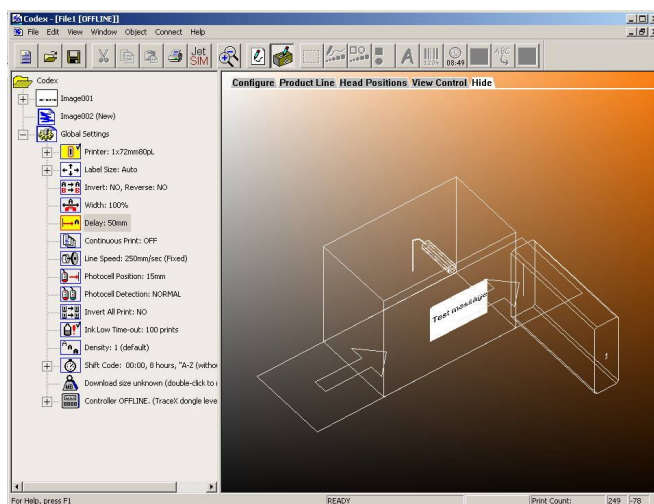 Codex - [File1 [OFFLINE]]
File Edit View Window Object Connect Help
Jet SIM
128A
08:49
ABC
Codex
Image001
Image002 (New)
Global Settings
Printer: 1x72mm80pL
Label Size: Auto
Invert: NO, Reverse: NO
Width: 100%
Delay: 50mm
Continuous Print: OFF
Line Speed: 250mm/sec (Fixed)
Photocell Position: 15mm
Photocell Detection: NORMAL
Invert All Print: NO
Ink Low Time-out: 100 prints
Density: 1 (default)
Shift Code: 00:00, 8 hours, "A-Z (witho
Download size unknown (double-click to
Controller OFFLINE. (TraceX dongle leve
Configure Product Line Head Positions View Control Hide
Test message
For Help, press F1
READY
Print Count:
249
-78